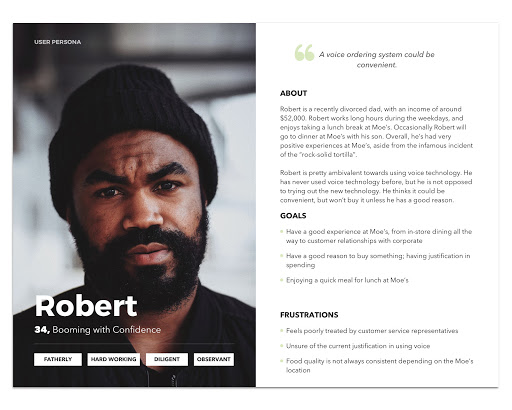 USER PERSONA
Robert
34, Booming with Confidence
FATHERLY
HARD WORKING
DILIGENT
OBSERVANT
A voice ordering system could be
convenient.
ABOUT
Robert is a recently divorced dad, with an income of around
$52,000. Robert works long hours during the weekdays, and
enjoys taking a lunch break at Moe's. Occasionally Robert will
go to dinner at Moe's with his son. Overall, he's had very
positive experiences at Moe's, aside from the infamous incident
of the "rock-solid tortilla".
Robert is pretty ambivalent towards using voice technology. He
has never used voice technology before, but he is not opposed
to trying out the new technology. He thinks it could be
convenient, but won't buy it unless he has a good reason.
GOALS
Have a good experience at Moe's, from in-store dining all the
way to customer relationships with corporate
Have a good reason to buy something; having justification in
spending
Enjoying a quick meal for lunch at Moe's
FRUSTRATIONS
Feels poorly treated by customer service representatives
Unsure of the current justification in using voice
Food quality is not always consistent depending on the Moe's
location